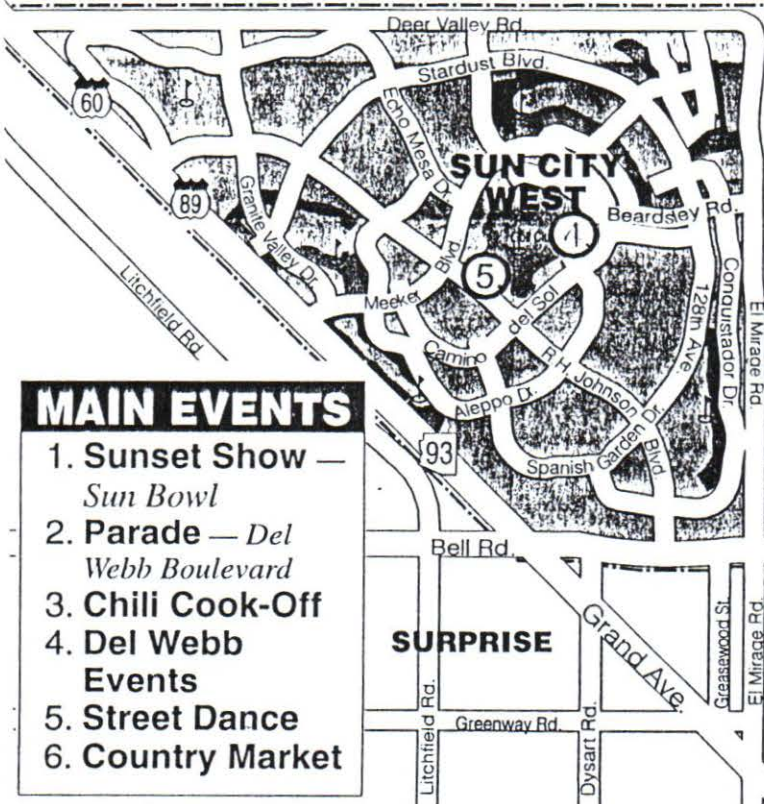 Deer Valley Rd.
Stardust Blvd.
60
Echo Mesa Dr.
SUN CITY
WEST
89
Granite Valley Dr.
Beardsley Rd.
4
5
Litchfield Rd.
Meeker Blvd.
Camino del Sol
R H Johnson Blvd.
128th Ave
Conquistador Dr.
El Mirage Rd.
Aleppo Dr.
Spanish Garden Dr.
93
Bell Rd.
SURPRISE
Grand Ave.
Greasewood St.
El Mirage Rd.
Litchfield Rd.
Greenway Rd.
Dysart Rd.
MAIN EVENTS
1. Sunset Show —
Sun Bowl
2. Parade — Del
Webb Boulevard
3. Chili Cook-Off
4. Del Webb
Events
5. Street Dance
6. Country Market